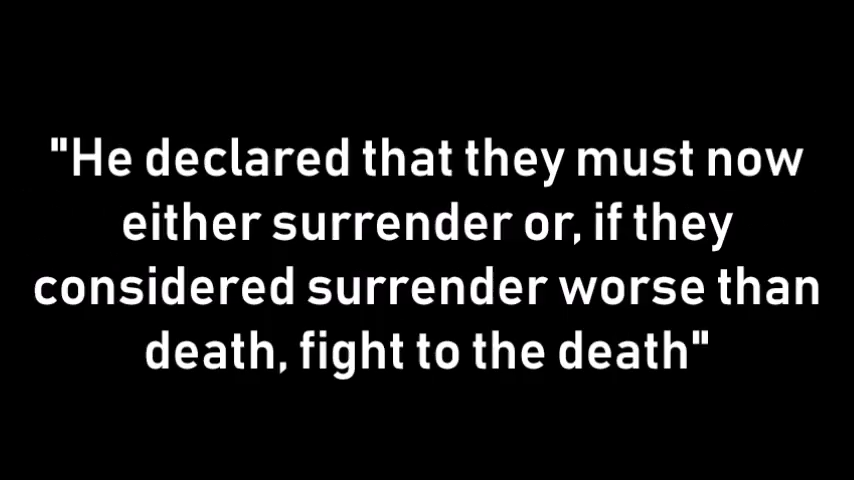 "He declared that they must now
either surrender or, if they
considered surrender worse than
death, fight to the death"